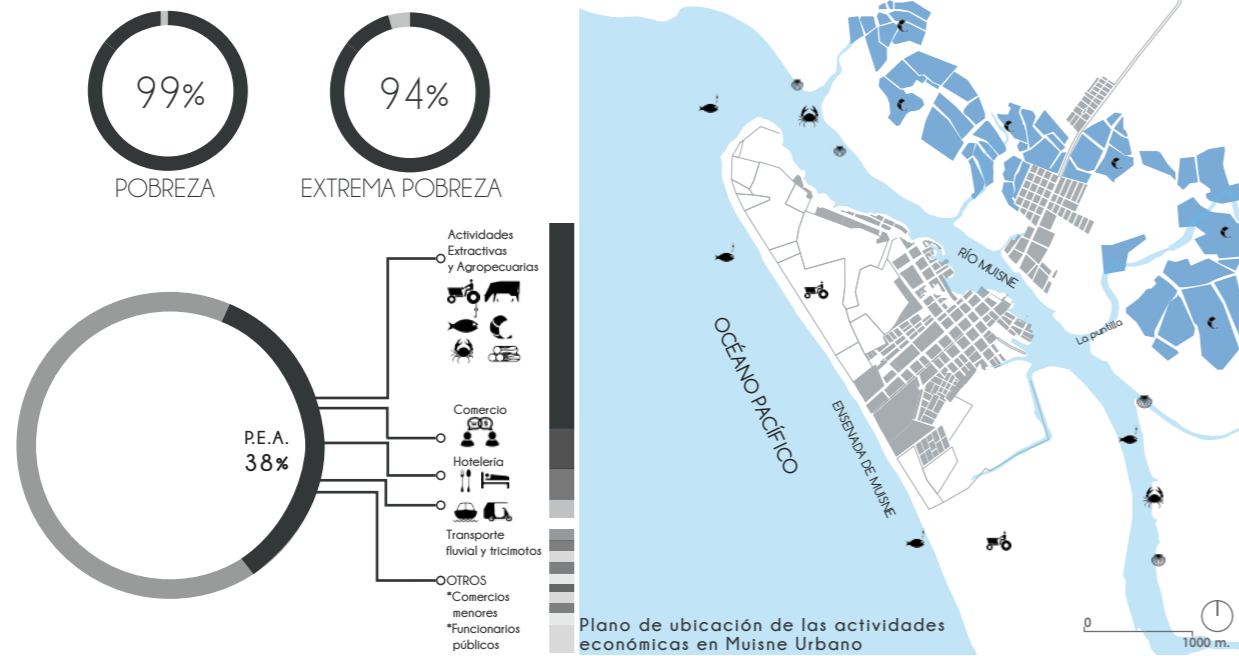 99%
POBREZA
94%
EXTREMA POBREZA
P.E.A.
38%
Actividades
Extractivas
y Agropecuarias
Comercio
Hotelería
Transporte
fluvial y tricimotos
OTROS
*Comercios
menores
*Funcionarios
públicos
OCÉANO PACÍFICO
ENSENADA DE MUISNE
RÍO MUISNE
La puntilla
Plano de ubicación de las actividades
económicas en Muisne Urbano
0
1000 m.